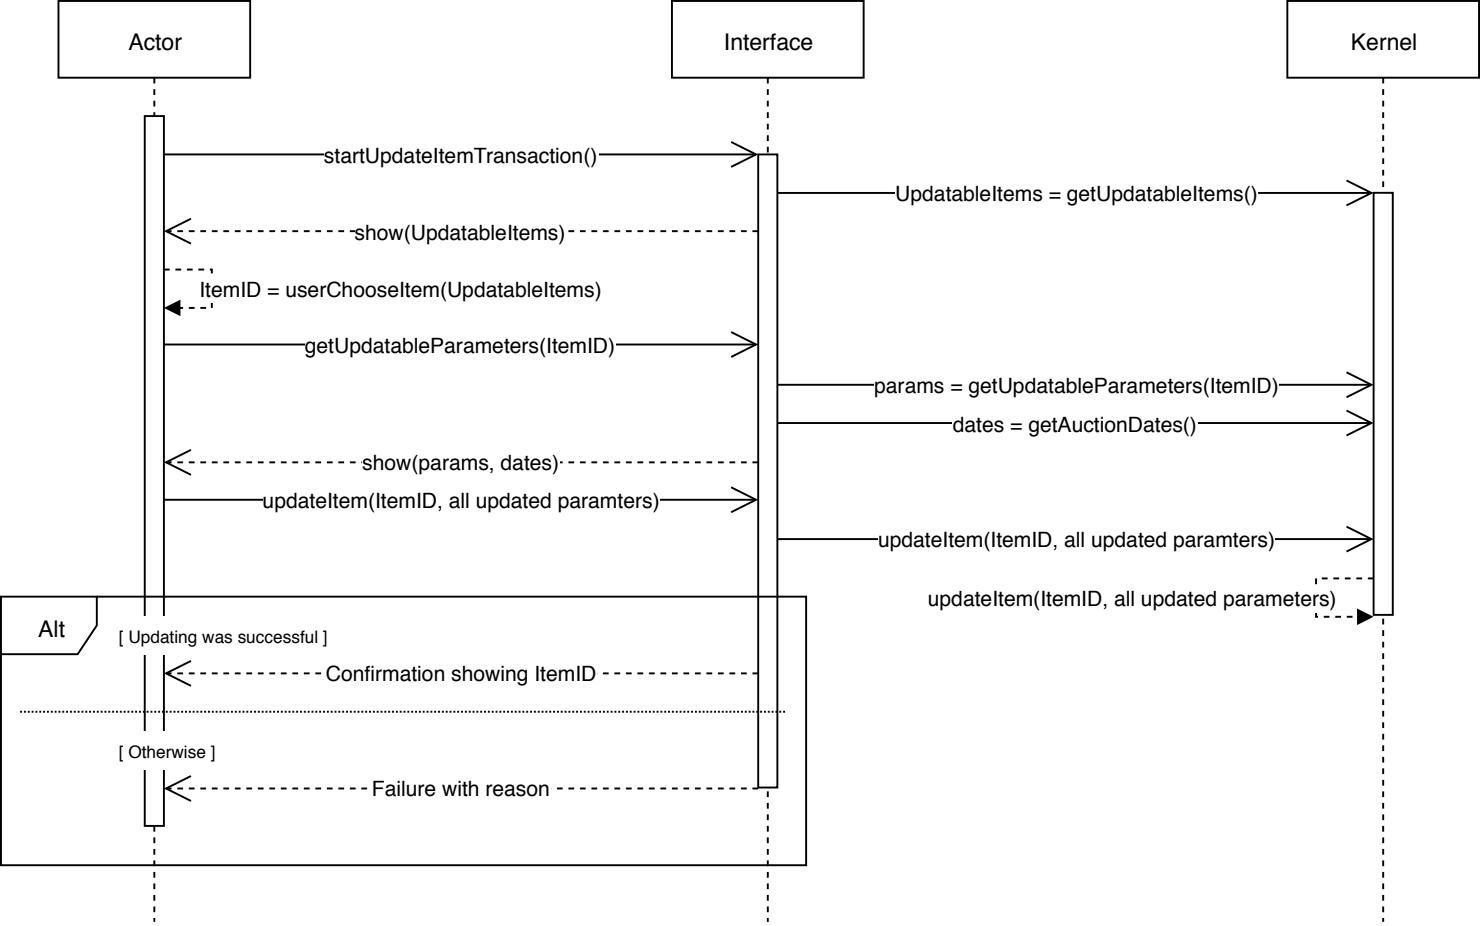 Actor
Interface
Kernel
startUpdateItemTransaction()
UpdatableItems = getUpdatableItems()
show(UpdatableItems)
ItemID = userChooseItem(UpdatableItems)
getUpdatableParameters(ItemID)
params = getUpdatableParameters(ItemID)
dates = getAuctionDates()
show(params, dates)
updateItem(ItemID, all updated paramters)
updateItem(ItemID, all updated paramters)
updateItem(ItemID, all updated parameters)
Alt
[ Updating was successful ]
Confirmation showing ItemID
[ Otherwise ]
Failure with reason